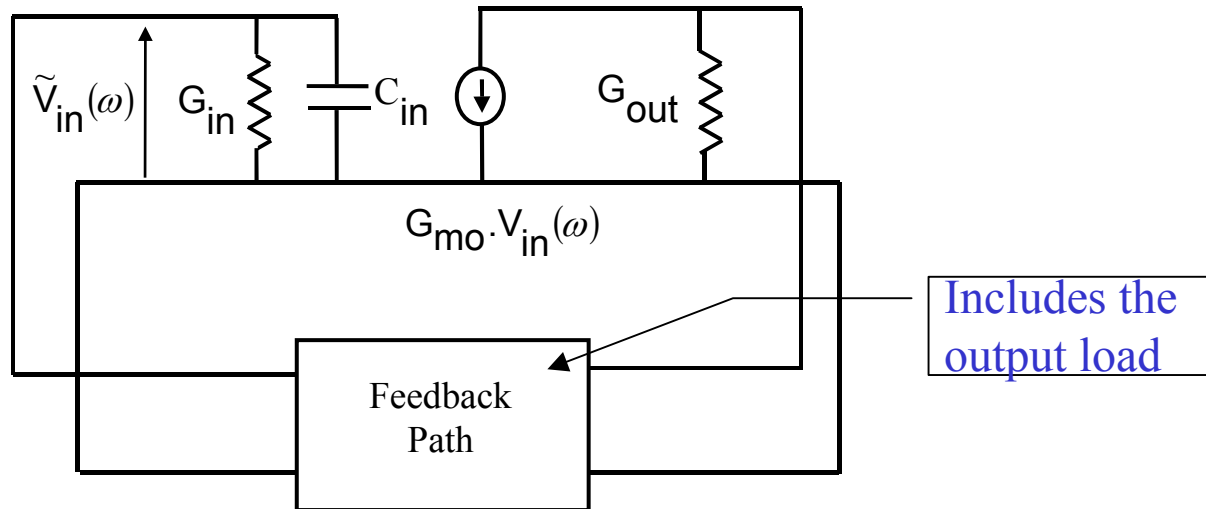 Ṽin(ω)
Gin
Cin
Gout
Gmo.Vin(ω)
Includes the
output load
Feedback
Path